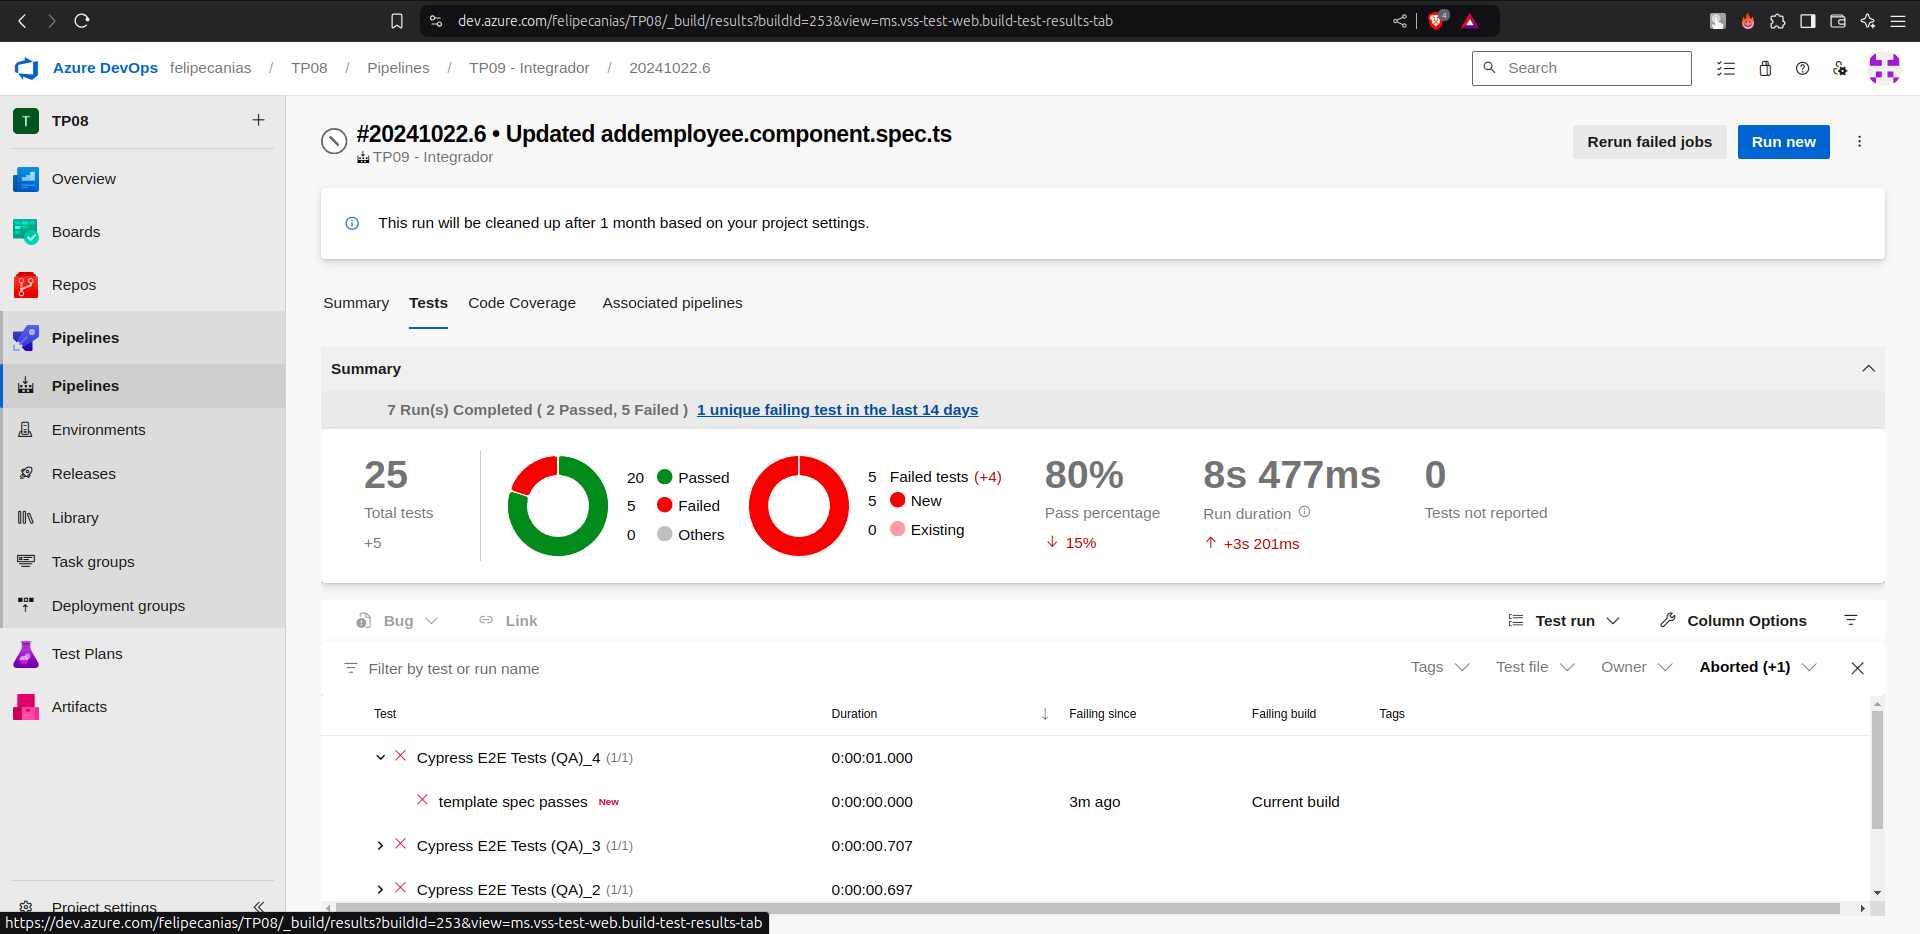 dev.azure.com/felipecanias/TP08/_build/results?buildId=253&view=ms.vss-test-web.build-test-results-tab
4
Azure DevOps felipecanias / TP08 / Pipelines / TP09 - Integrador / 20241022.6
Search
T TP08 +
Overview
Boards
Repos
Pipelines
Pipelines
Environments
Releases
Library
Task groups
Deployment groups
Test Plans
Artifacts
Project settings
#20241022.6 • Updated addemployee.component.spec.ts
TP09 - Integrador
Rerun failed jobs
Run new
This run will be cleaned up after 1 month based on your project settings.
Summary Tests Code Coverage Associated pipelines
Summary
7 Run(s) Completed ( 2 Passed, 5 Failed ) 1 unique failing test in the last 14 days
25
Total tests
+5
20 Passed
5 Failed
0 Others
5 Failed tests (+4)
5 New
0 Existing
80%
Pass percentage
15%
8s 477ms
Run duration
+3s 201ms
0
Tests not reported
Bug Link Test run Column Options
Filter by test or run name Tags Test file Owner Aborted (+1)
Test Duration Failing since Failing build Tags
Cypress E2E Tests (QA)_4 (1/1) 0:00:01.000
template spec passes New 0:00:00.000 3m ago Current build
Cypress E2E Tests (QA)_3 (1/1) 0:00:00.707
Cypress E2E Tests (QA)_2 (1/1) 0:00:00.697
https://dev.azure.com/felipecanias/TP08/_build/results?buildId=253&view=ms.vss-test-web.build-test-results-tab